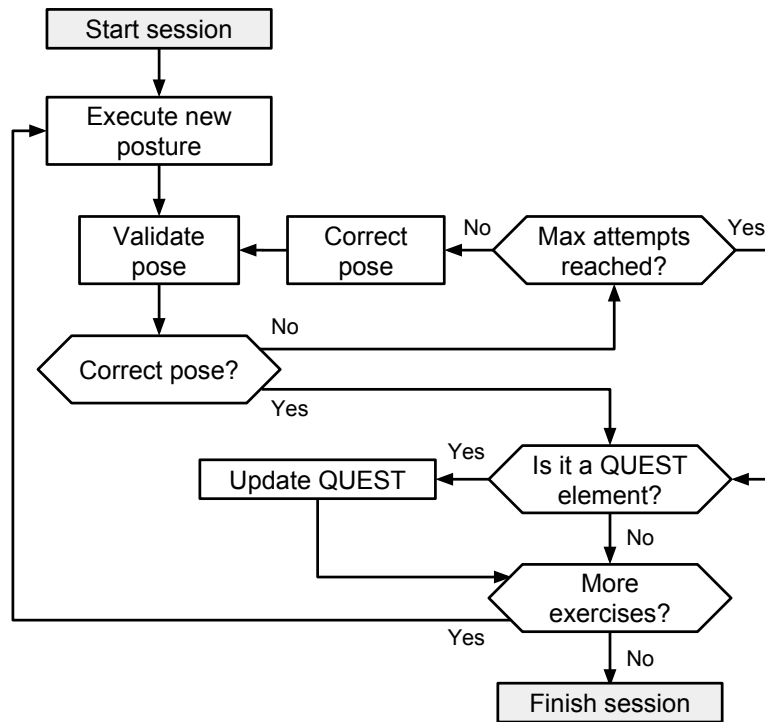 Start session
Execute new
posture
Validate
pose
Correct
pose
No
Max attempts
reached?
Yes
No
Correct pose?
Yes
Yes
Update QUEST
Is it a QUEST
element?
No
More
exercises?
Yes
No
Finish session